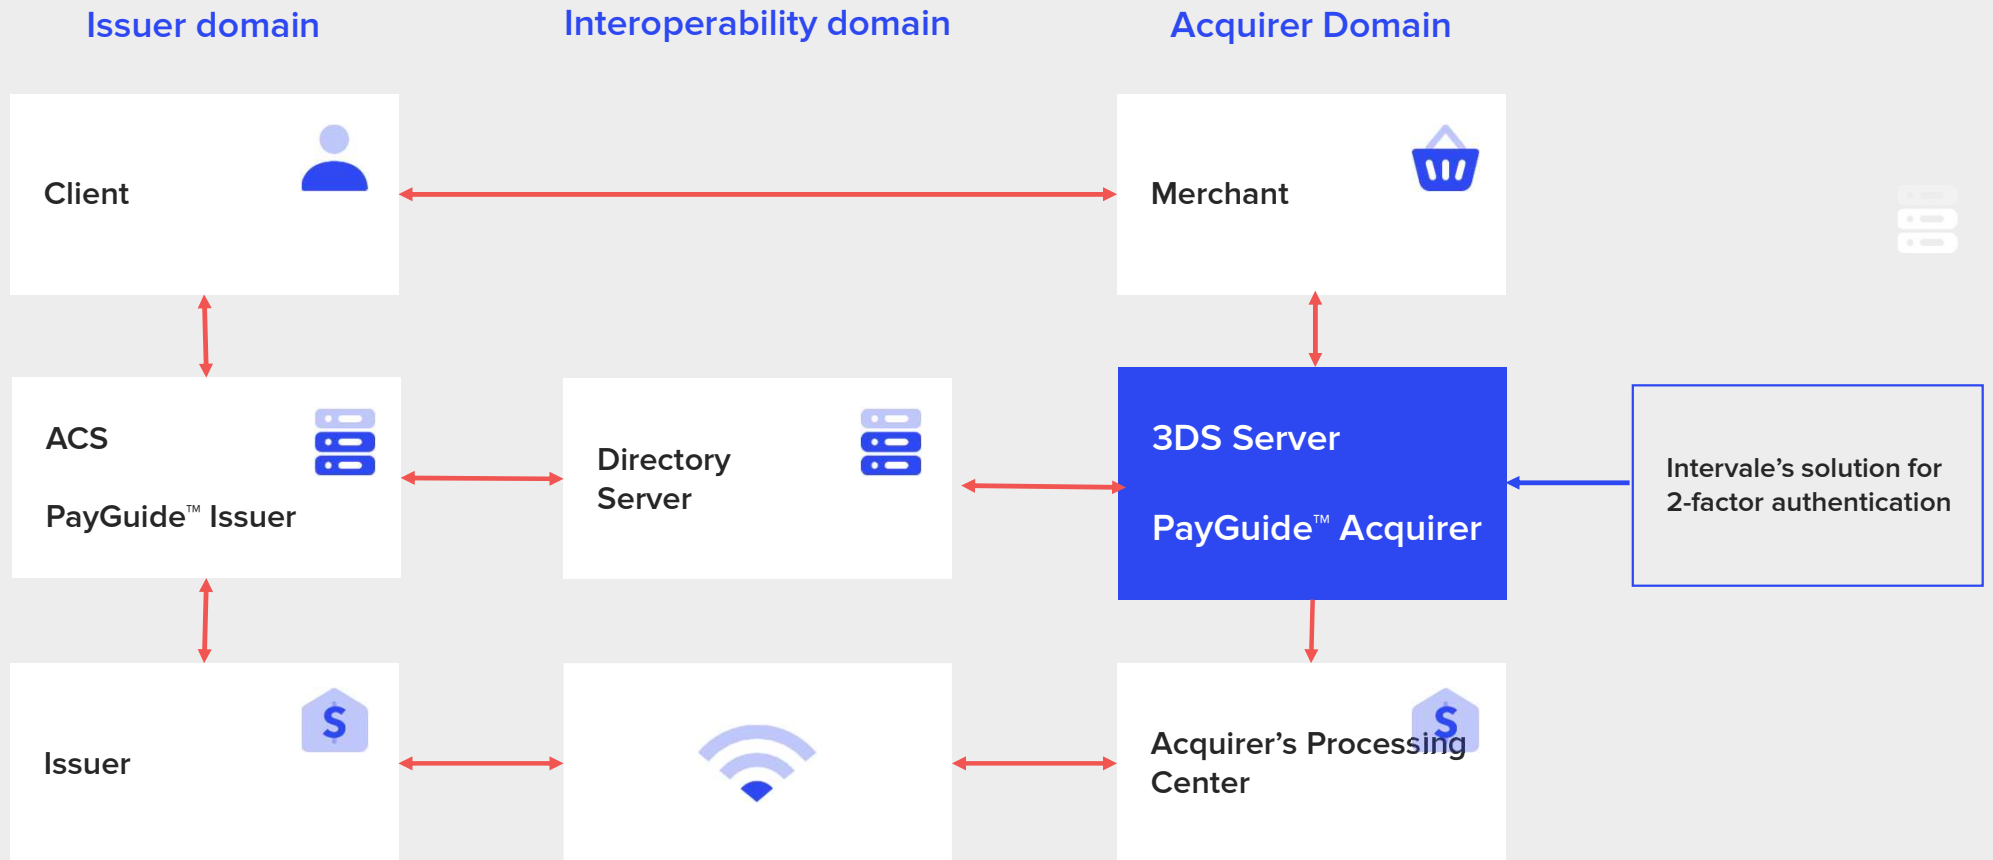 Issuer domain
Interoperability domain
Acquirer Domain
Client
Merchant
ACS
PayGuide™ Issuer
Directory
Server
3DS Server
PayGuide™ Acquirer
Intervale’s solution for
2-factor authentication
Issuer
Acquirer’s Processing
Center